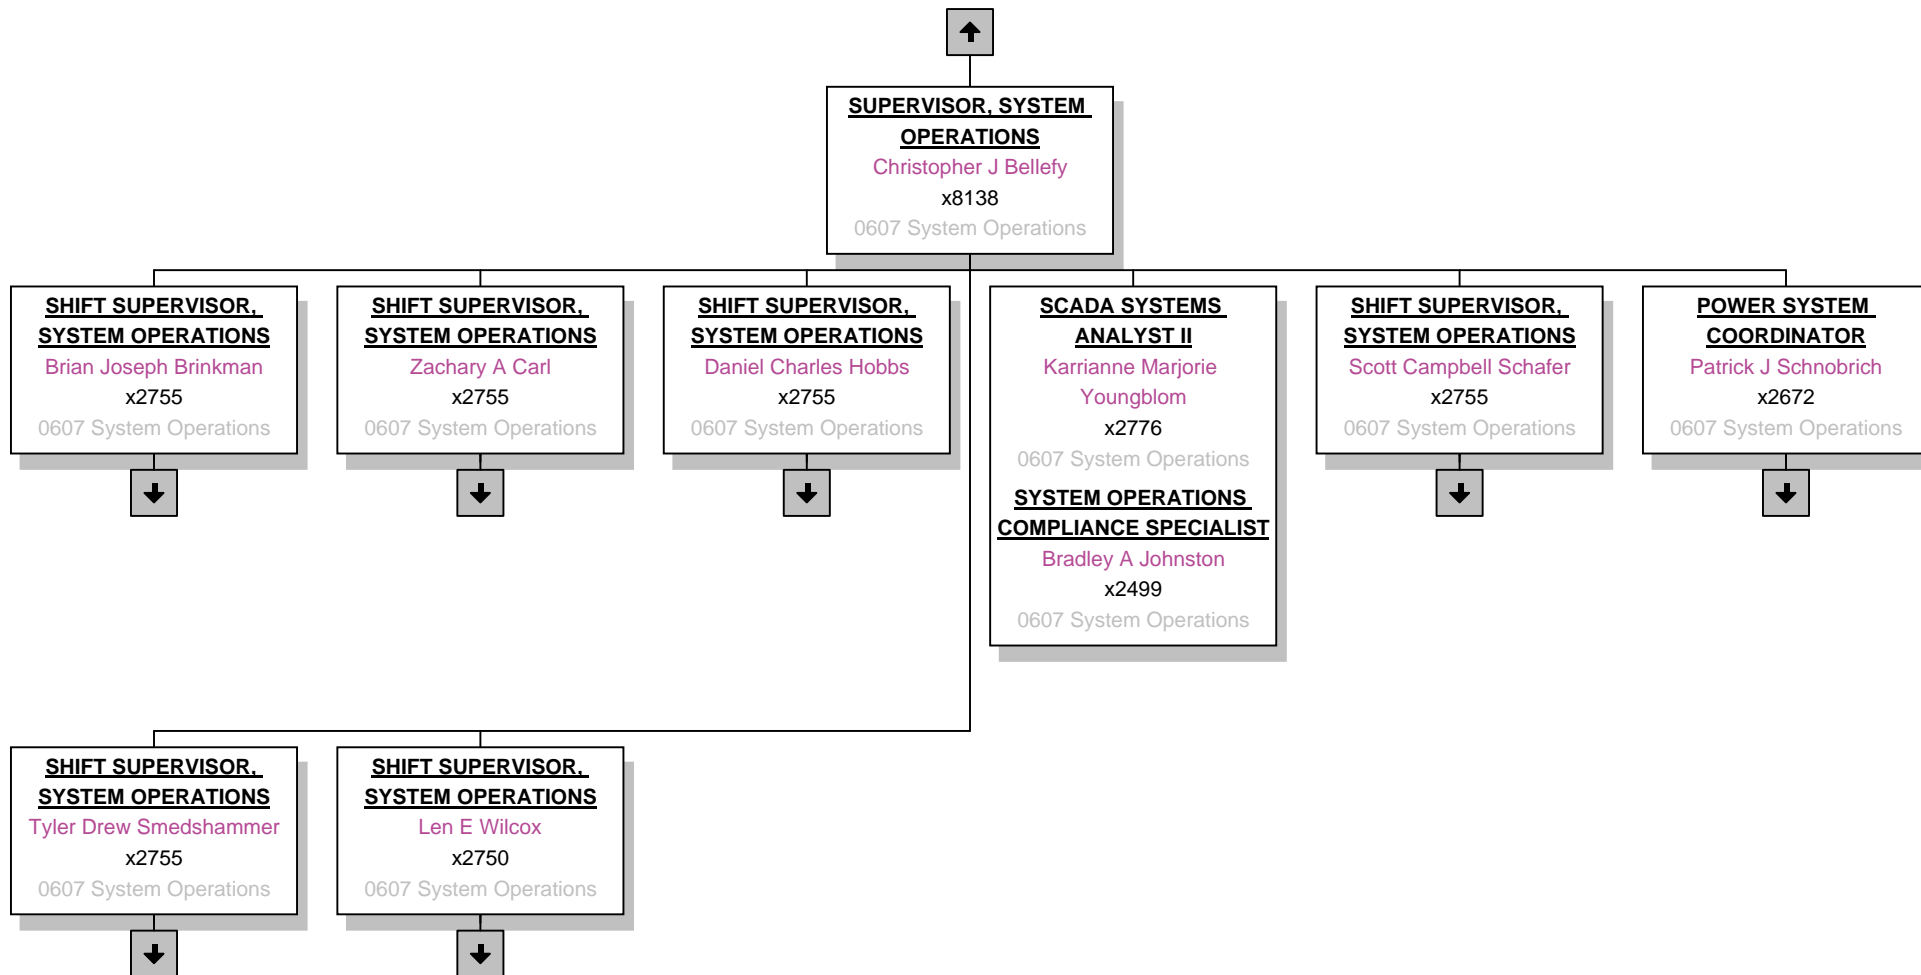 SUPERVISOR, SYSTEM
OPERATIONS
Christopher J Bellefy
x8138
0607 System Operations
SHIFT SUPERVISOR,
SYSTEM OPERATIONS
Brian Joseph Brinkman
x2755
0607 System Operations
SHIFT SUPERVISOR,
SYSTEM OPERATIONS
Zachary A Carl
x2755
0607 System Operations
SHIFT SUPERVISOR,
SYSTEM OPERATIONS
Daniel Charles Hobbs
x2755
0607 System Operations
SCADA SYSTEMS
ANALYST II
Karrianne Marjorie
Youngblom
x2776
0607 System Operations
SYSTEM OPERATIONS
COMPLIANCE SPECIALIST
Bradley A Johnston
x2499
0607 System Operations
SHIFT SUPERVISOR,
SYSTEM OPERATIONS
Scott Campbell Schafer
x2755
0607 System Operations
POWER SYSTEM
COORDINATOR
Patrick J Schnobrich
x2672
0607 System Operations
SHIFT SUPERVISOR,
SYSTEM OPERATIONS
Tyler Drew Smedshammer
x2755
0607 System Operations
SHIFT SUPERVISOR,
SYSTEM OPERATIONS
Len E Wilcox
x2750
0607 System Operations